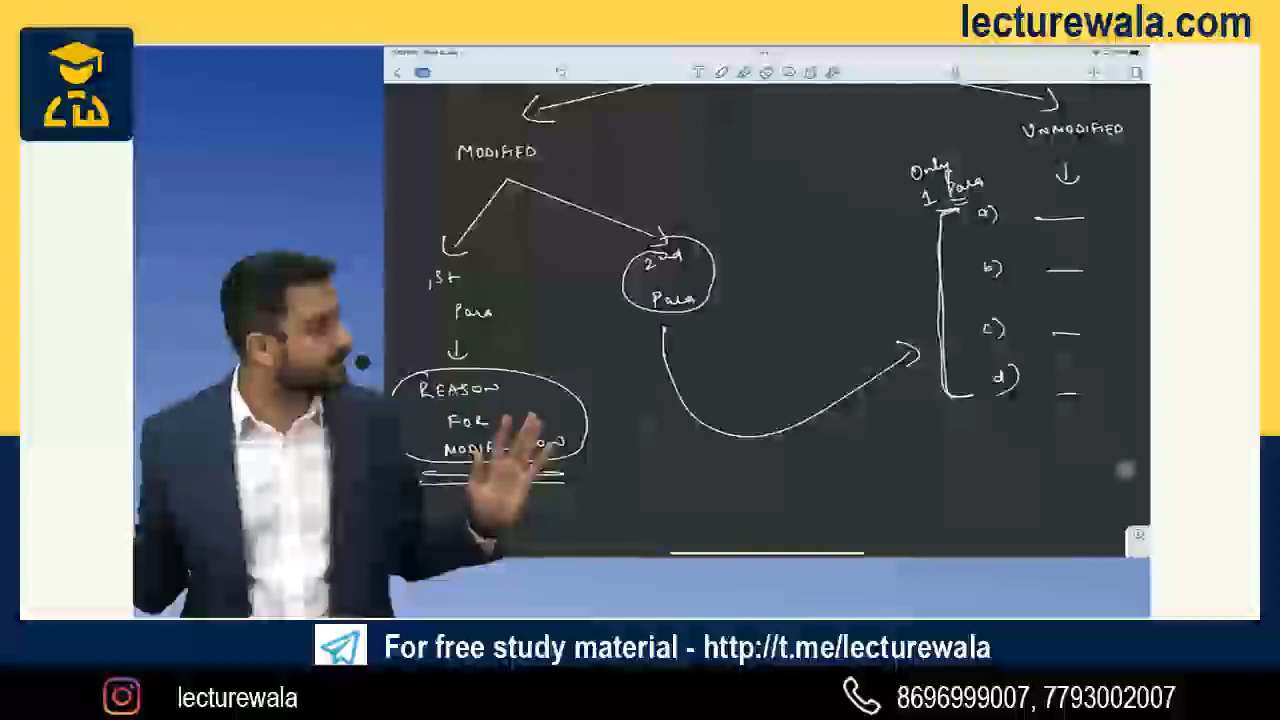 lecturewala.com
MODIFIED
UNMODIFIED
Only
1 Para
a)
b)
c)
d)
1st
Para
2nd
Para
REASON
FOR
For free study material - http://t.me/lecturewala
lecturewala
8696999007, 7793002007